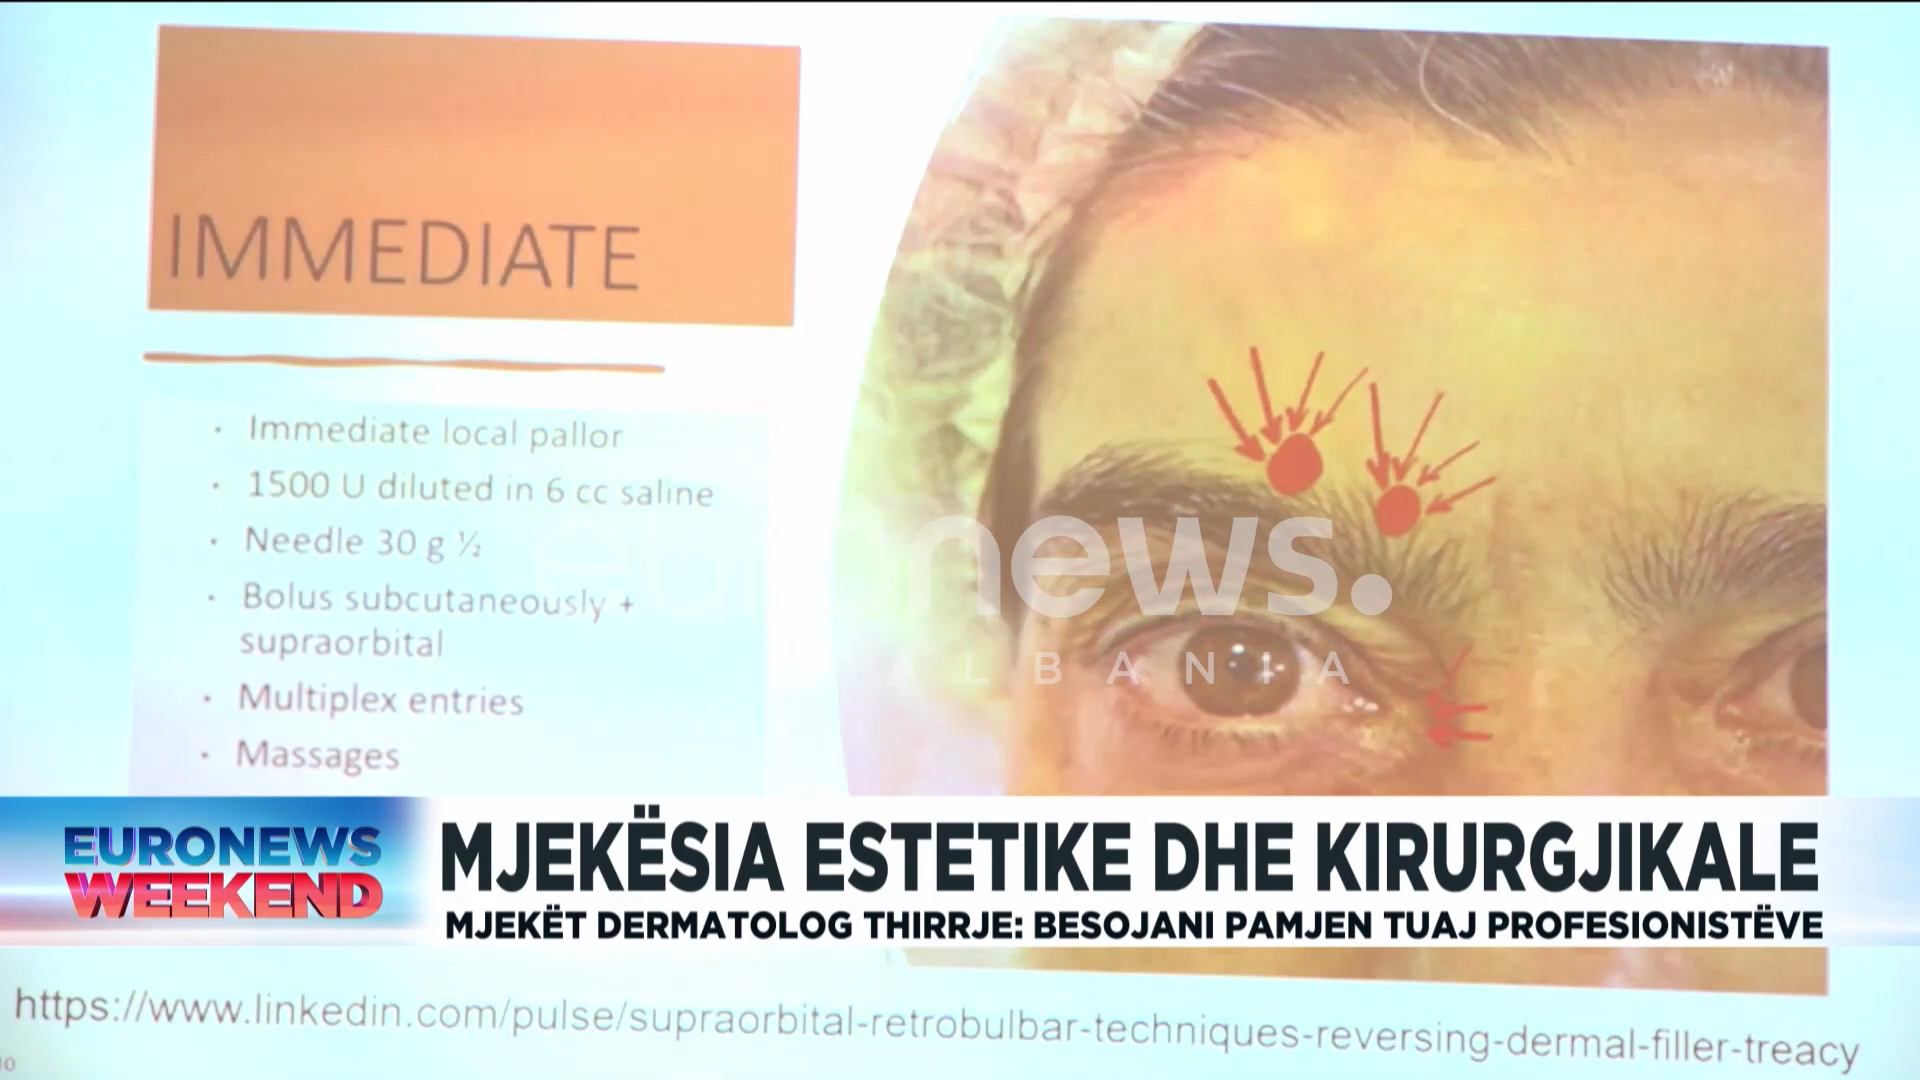 IMMEDIATE
• Immediate local pallor
• 1500 U diluted in 6 cc saline
• Needle 30 g ½
• Bolus subcutaneously +
supraorbital
• Multiplex entries
• Massages
euronews.
ALBANIA
EURONEWS
WEEKEND
MJEKËSIA ESTETIKE DHE KIRURGJIKALE
MJEKËT DERMATOLOG THIRRJE: BESOJANI PAMJEN TUAJ PROFESIONISTËVE
https://www.linkedin.com/pulse/supraorbital-retrobulbar-techniques-reversing-dermal-filler-treacy